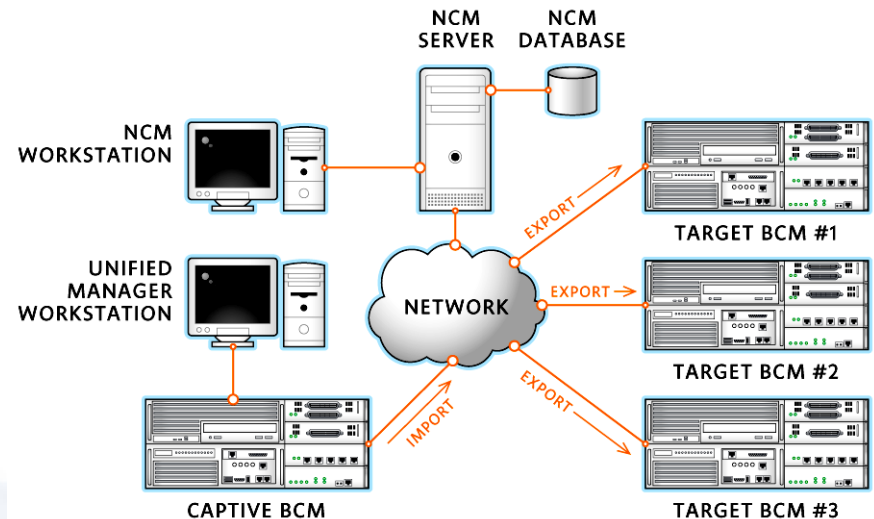 NCM
SERVER
NCM
DATABASE
NCM
WORKSTATION
EXPORT
TARGET BCM #1
UNIFIED
MANAGER
WORKSTATION
NETWORK
EXPORT
TARGET BCM #2
EXPORT
IMPORT
CAPTIVE BCM
TARGET BCM #3